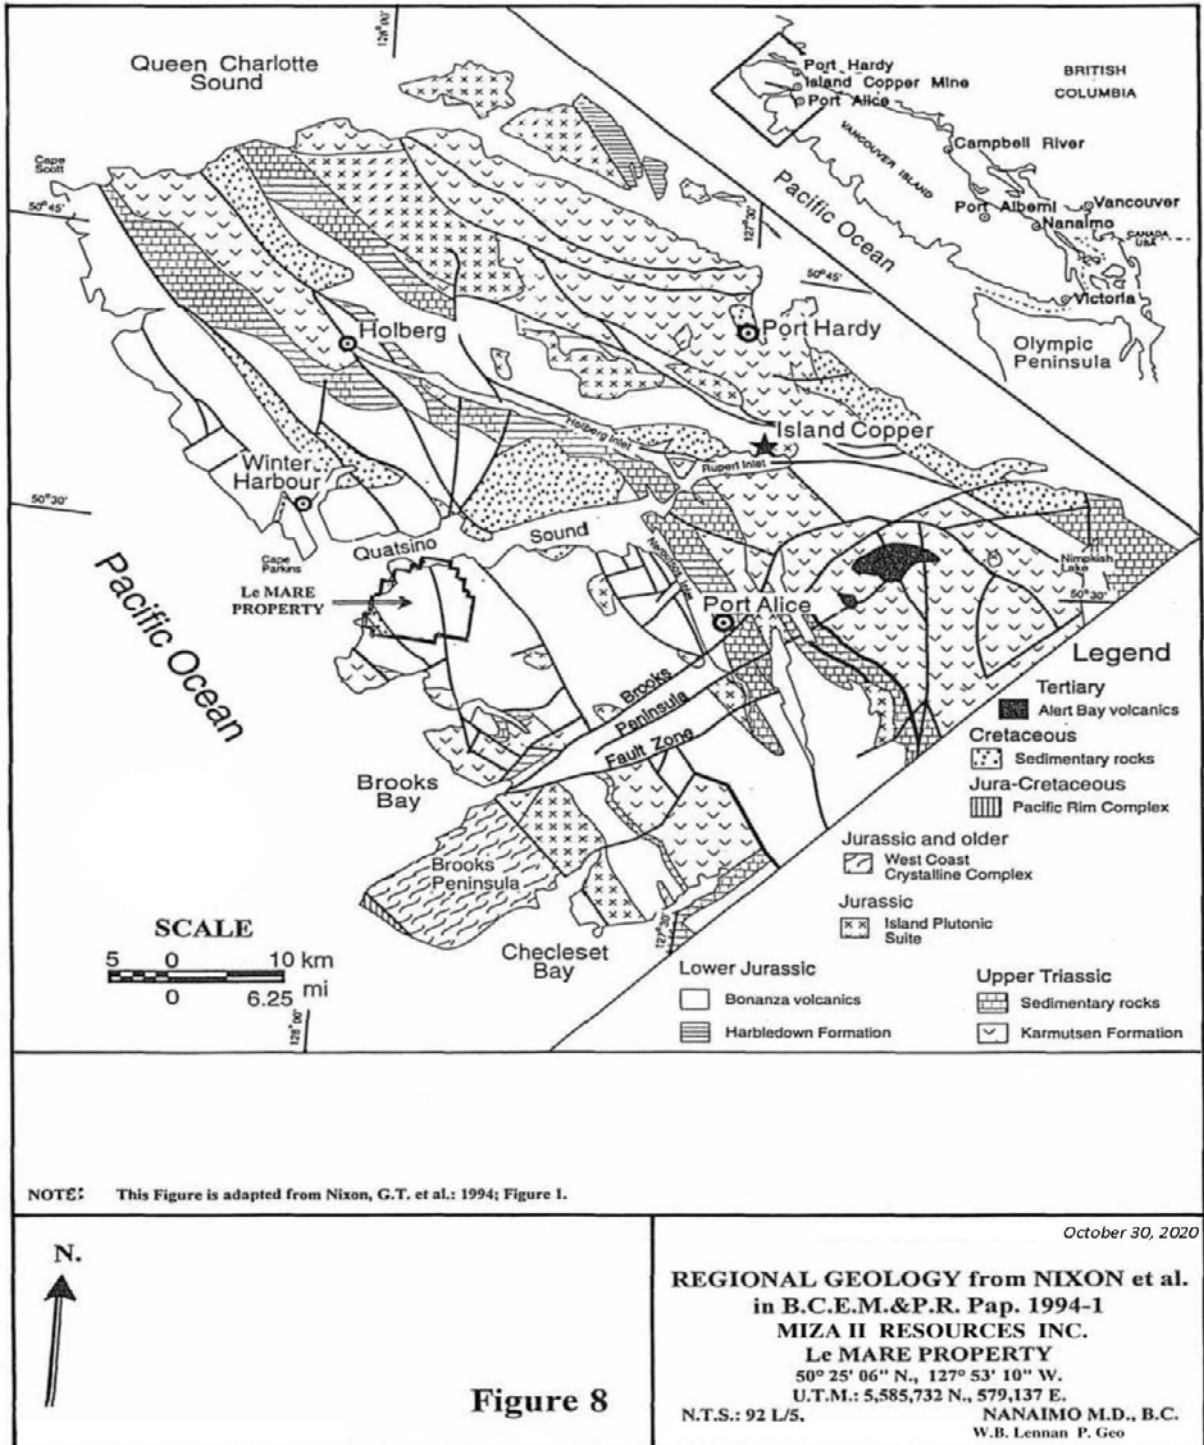 128°00'
Queen Charlotte
Sound
Cape
Scott
50°45'
Port Hardy
Island Copper Mine
Port Alice
BRITISH
COLUMBIA
VANCOUVER ISLAND
Campbell River
Pacific Ocean
Port Alberni
Vancouver
Nanaimo
CANADA
USA
Victoria
Olympic
Peninsula
127°30'
50°45'
Holberg
Port Hardy
Island Copper
Holberg Inlet
Rupert Inlet
Winter
Harbour
50°30'
Cape
Parkins
Quatsino
Sound
Neroutsos Inlet
Nimpkish
Lake
50°30'
Le MARE
PROPERTY
Port Alice
Pacific Ocean
Brooks
Peninsula
Fault Zone
Brooks
Bay
Brooks
Peninsula
Checleset
Bay
127°30'
SCALE
5 0 10 km
0 6.25 mi
128°00'
Legend
Tertiary
Alert Bay volcanics
Cretaceous
Sedimentary rocks
Jura-Cretaceous
Pacific Rim Complex
Jurassic and older
West Coast
Crystalline Complex
Jurassic
Island Plutonic
Suite
Lower Jurassic
Bonanza volcanics
Harbledown Formation
Upper Triassic
Sedimentary rocks
Karmutsen Formation
NOTE: This Figure is adapted from Nixon, G.T. et al.: 1994; Figure 1.
N.
Figure 8
October 30, 2020
REGIONAL GEOLOGY from NIXON et al.
in B.C.E.M.&P.R. Pap. 1994-1
MIZA II RESOURCES INC.
Le MARE PROPERTY
50° 25' 06" N., 127° 53' 10" W.
U.T.M.: 5,585,732 N., 579,137 E.
N.T.S.: 92 L/5, NANAIMO M.D., B.C.
W.B. Lennan P. Geo